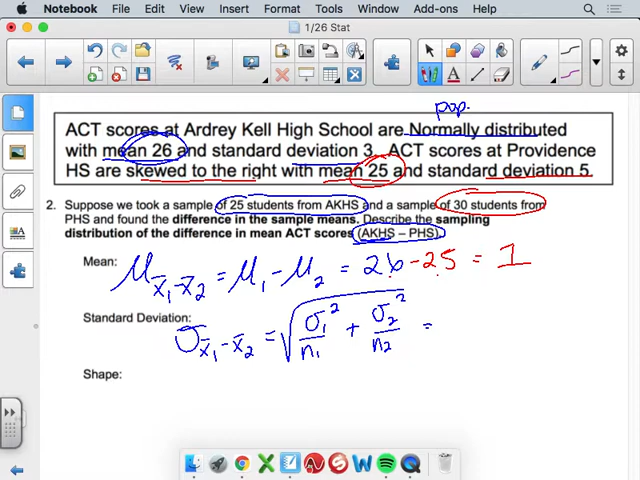 Notebook Edit View Insert Format Tools Window Add-ons Help
1/26 Stat
pop.
ACT scores at Ardrey Kell High School are Normally distributed
with mean 26 and standard deviation 3. ACT scores at Providence
HS are skewed to the right with mean 25 and standard deviation 5.
2. Suppose we took a sample of 25 students from AKHS and a sample of 30 students from
PHS and found the difference in the sample means. Describe the sampling
distribution of the difference in mean ACT scores (AKHS – PHS).
Mean: μx̄₁-x̄₂ = μ₁ - μ₂ = 26 - 25 = 1
Standard Deviation: σx̄₁-x̄₂ = √(σ₁²/n₁ + σ₂²/n₂) =
Shape: